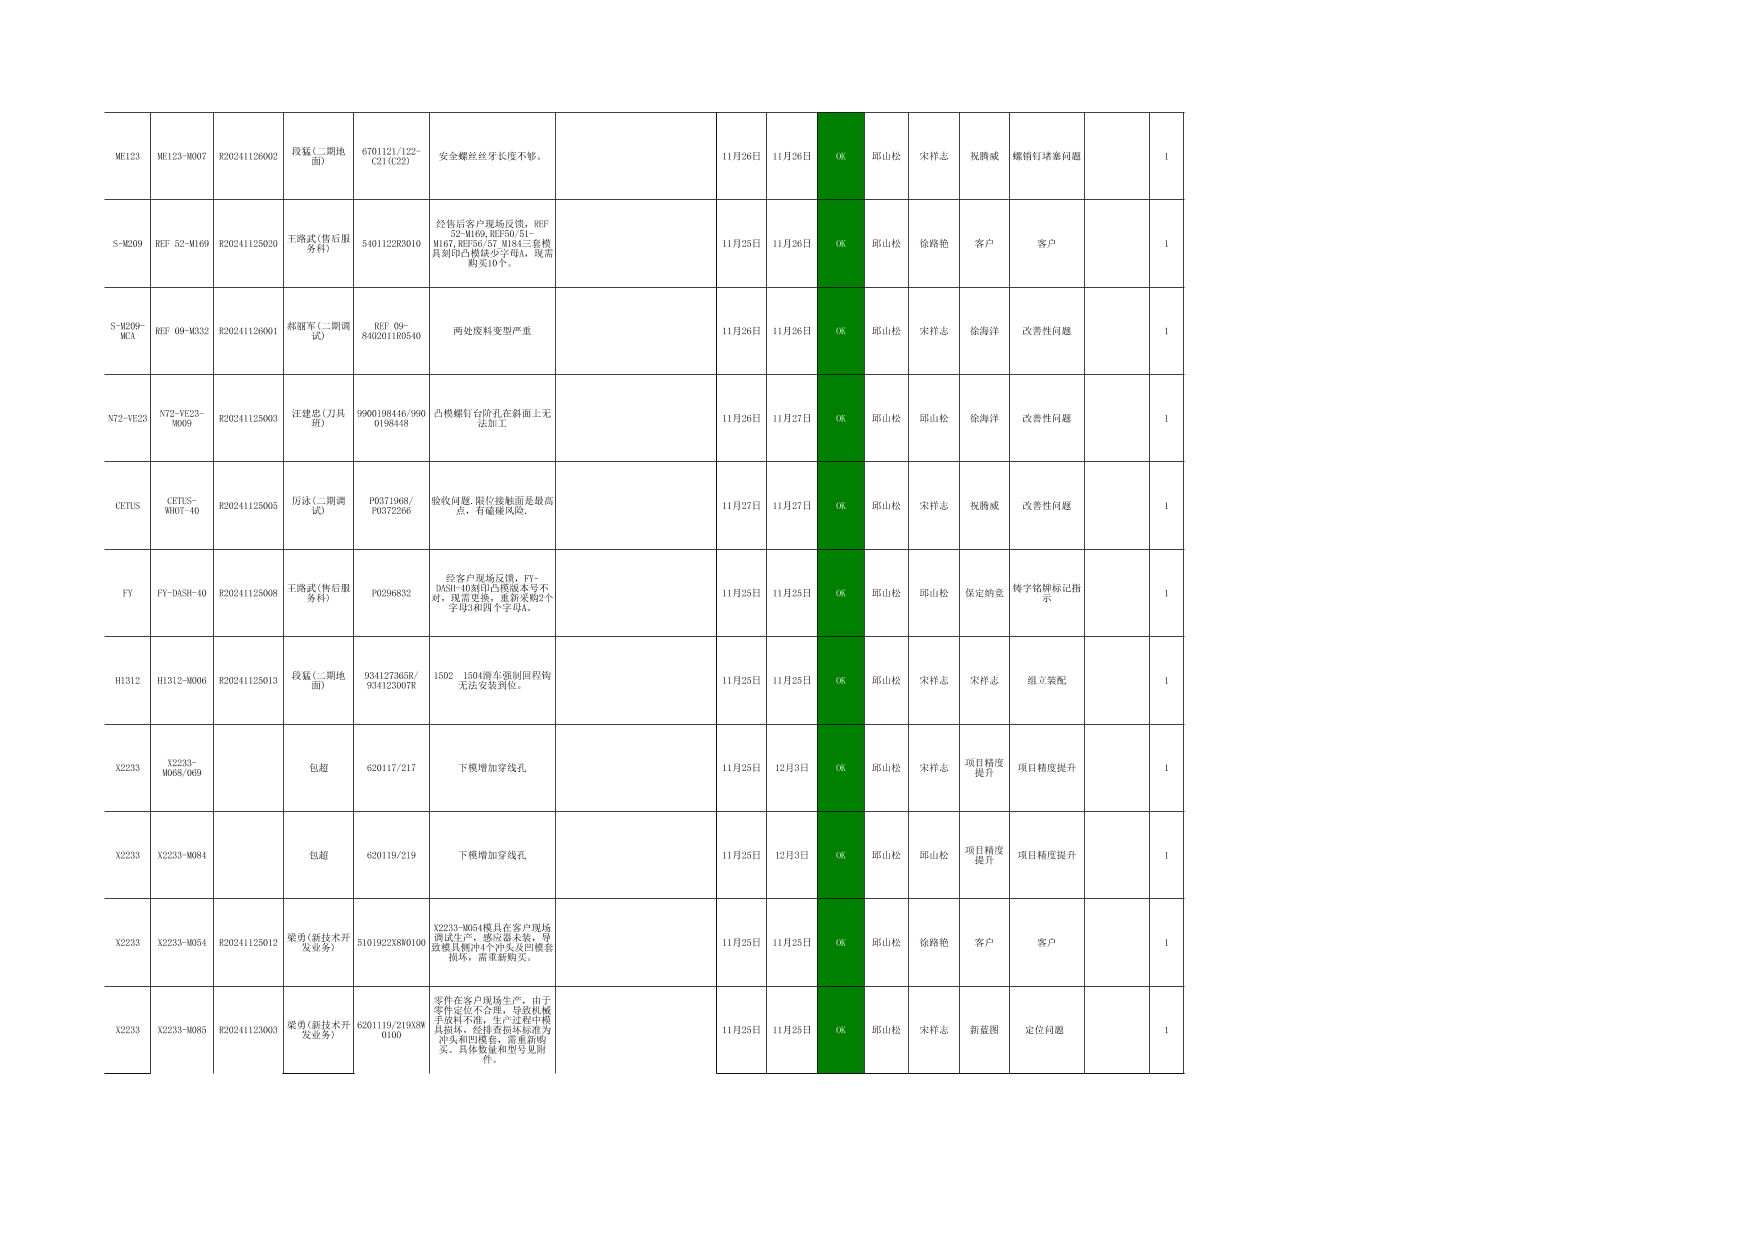 ME123 ME123-M007 R20241126002 段猛(二期地面) 6701121/122-C21(C22) 安全螺丝丝牙长度不够。 11月26日 11月26日 OK 邱山松 宋祥志 祝腾威 螺销钉堵塞问题 1
S-M209 REF 52-M169 R20241125020 王路武(售后服务科) 5401122R3010 经售后客户现场反馈，REF 52-M169,REF50/51-M167,REF56/57 M184三套模具刻印凸模缺少字母A，现需购买10个。 11月25日 11月26日 OK 邱山松 徐路艳 客户 客户 1
S-M209-MCA REF 09-M332 R20241126001 郝丽军(二期调试) REF 09-8402011R0540 两处废料变型严重 11月26日 11月26日 OK 邱山松 宋祥志 徐海洋 改善性问题 1
N72-VE23 N72-VE23-M009 R20241125003 汪建忠(刀具班) 9900198446/9900198448 凸模螺钉台阶孔在斜面上无法加工 11月26日 11月27日 OK 邱山松 邱山松 徐海洋 改善性问题 1
CETUS CETUS-WHOT-40 R20241125005 厉泳(二期调试) P0371968/P0372266 验收问题.限位接触面是最高点，有磕碰风险. 11月27日 11月27日 OK 邱山松 宋祥志 祝腾威 改善性问题 1
FY FY-DASH-40 R20241125008 王路武(售后服务科) P0296832 经客户现场反馈，FY-DASH-40刻印凸模版本号不对，现需更换，重新采购2个字母3和四个字母A。 11月25日 11月25日 OK 邱山松 邱山松 保定纳竞 铸字铭牌标记指示 1
H1312 H1312-M006 R20241125013 段猛(二期地面) 934127365R/934123007R 1502 1504滑车强制回程钩无法安装到位。 11月25日 11月25日 OK 邱山松 宋祥志 宋祥志 组立装配 1
X2233 X2233-M068/069 包超 620117/217 下模增加穿线孔 11月25日 12月3日 OK 邱山松 宋祥志 项目精度提升 项目精度提升 1
X2233 X2233-M084 包超 620119/219 下模增加穿线孔 11月25日 12月3日 OK 邱山松 邱山松 项目精度提升 项目精度提升 1
X2233 X2233-M054 R20241125012 梁勇(新技术开发业务) 5101922X8W0100 X2233-M054模具在客户现场调试生产，感应器未装，导致模具侧冲4个冲头及凹模套损坏，需重新购买。 11月25日 11月25日 OK 邱山松 徐路艳 客户 客户 1
X2233 X2233-M085 R20241123003 梁勇(新技术开发业务) 6201119/219X8W0100 零件在客户现场生产，由于零件定位不合理，导致机械手放料不准，生产过程中模具损坏，经排查损坏标准为冲头和凹模套，需重新购买。具体数量和型号见附件。 11月25日 11月25日 OK 邱山松 宋祥志 新蓝图 定位问题 1